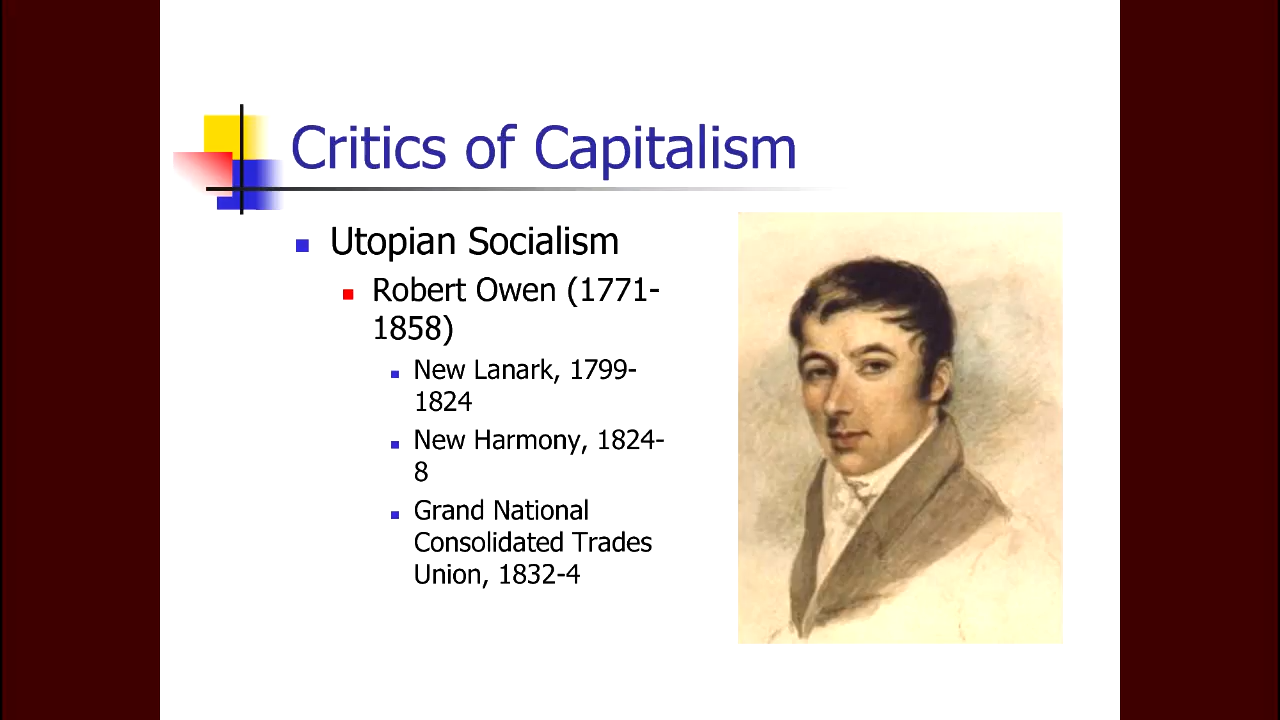 Critics of Capitalism
Utopian Socialism
Robert Owen (1771-
1858)
New Lanark, 1799-
1824
New Harmony, 1824-
8
Grand National
Consolidated Trades
Union, 1832-4